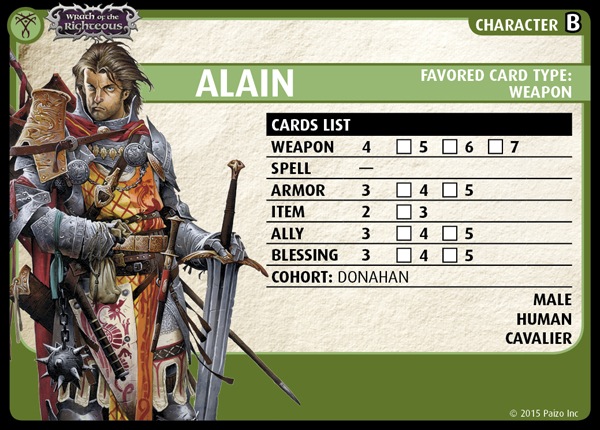 WRATH OF THE
RIGHTEOUS
CHARACTER B
ALAIN
FAVORED CARD TYPE:
WEAPON
CARDS LIST
WEAPON 4 ☐ 5 ☐ 6 ☐ 7
SPELL —
ARMOR 3 ☐ 4 ☐ 5
ITEM 2 ☐ 3
ALLY 3 ☐ 4 ☐ 5
BLESSING 3 ☐ 4 ☐ 5
COHORT: DONAHAN
MALE
HUMAN
CAVALIER
© 2015 Paizo Inc